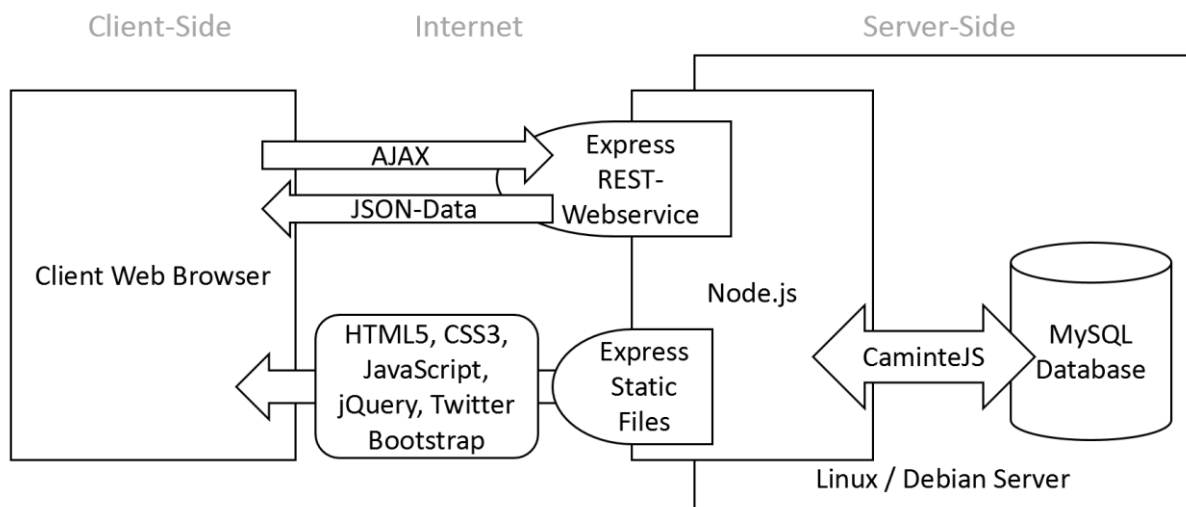 Client-Side
Internet
Server-Side
AJAX
JSON-Data
Express
REST-
Webservice
Client Web Browser
Node.js
HTML5, CSS3,
JavaScript,
jQuery, Twitter
Bootstrap
Express
Static
Files
CaminteJS
MySQL
Database
Linux / Debian Server